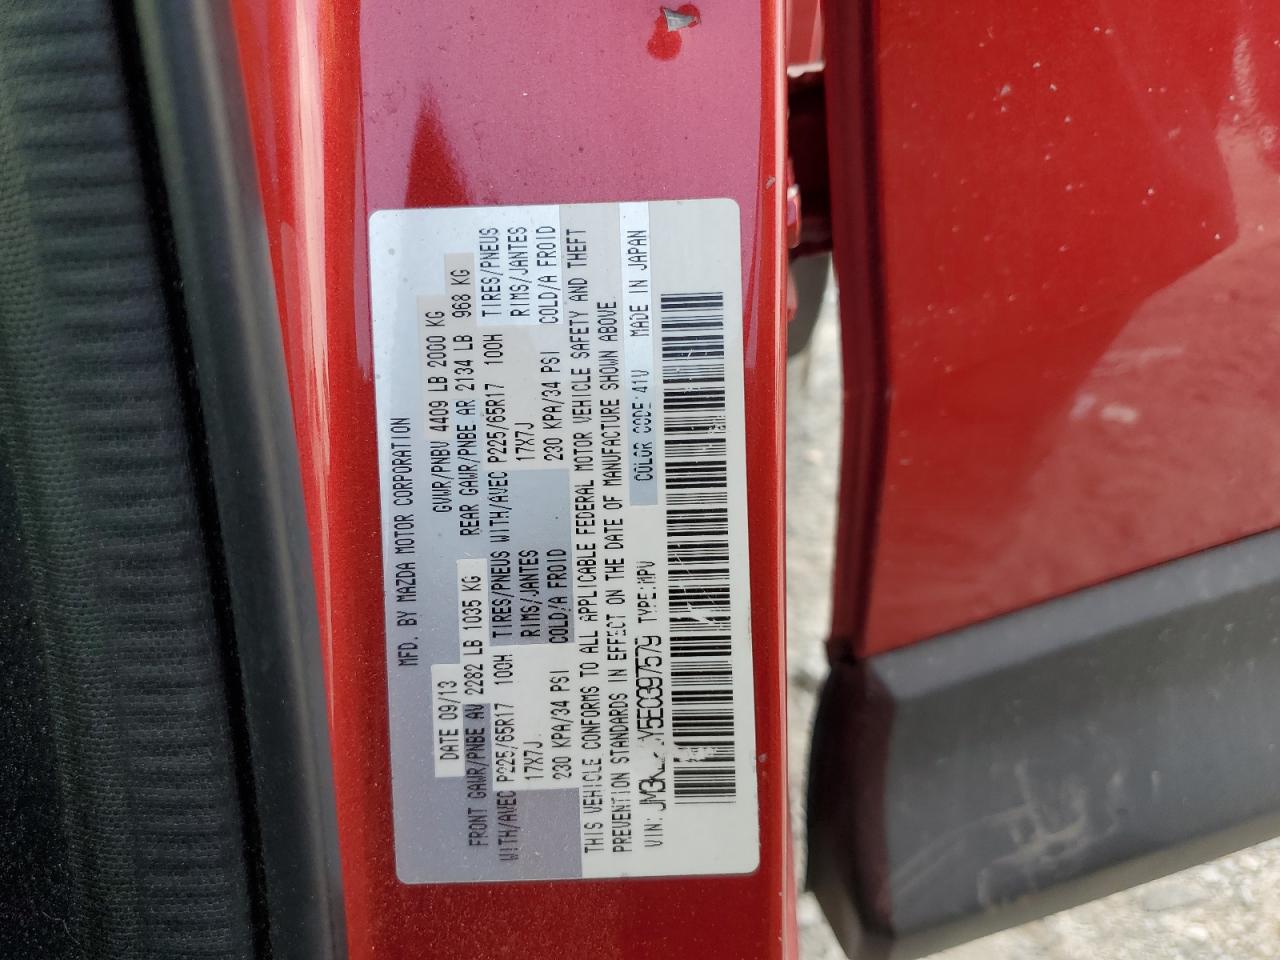 MFD. BY MAZDA MOTOR CORPORATION
DATE 09/13 GVWR/PNBV 4409 LB 2000 KG
FRONT GAWR/PNBE AV 2282 LB 1035 KG REAR GAWR/PNBE AR 2134 LB 968 KG
WITH/AVEC P225/65R17 100H TIRES/PNEUS WITH/AVEC P225/65R17 100H TIRES/PNEUS
17X7J RIMS/JANTES 17X7J RIMS/JANTES
230 KPA/34 PSI COLD/A FROID 230 KPA/34 PSI COLD/A FROID
THIS VEHICLE CONFORMS TO ALL APPLICABLE FEDERAL MOTOR VEHICLE SAFETY AND THEFT
PREVENTION STANDARDS IN EFFECT ON THE DATE OF MANUFACTURE SHOWN ABOVE.
VIN: TYPE:MPV COLOR CODE:41V MADE IN JAPAN